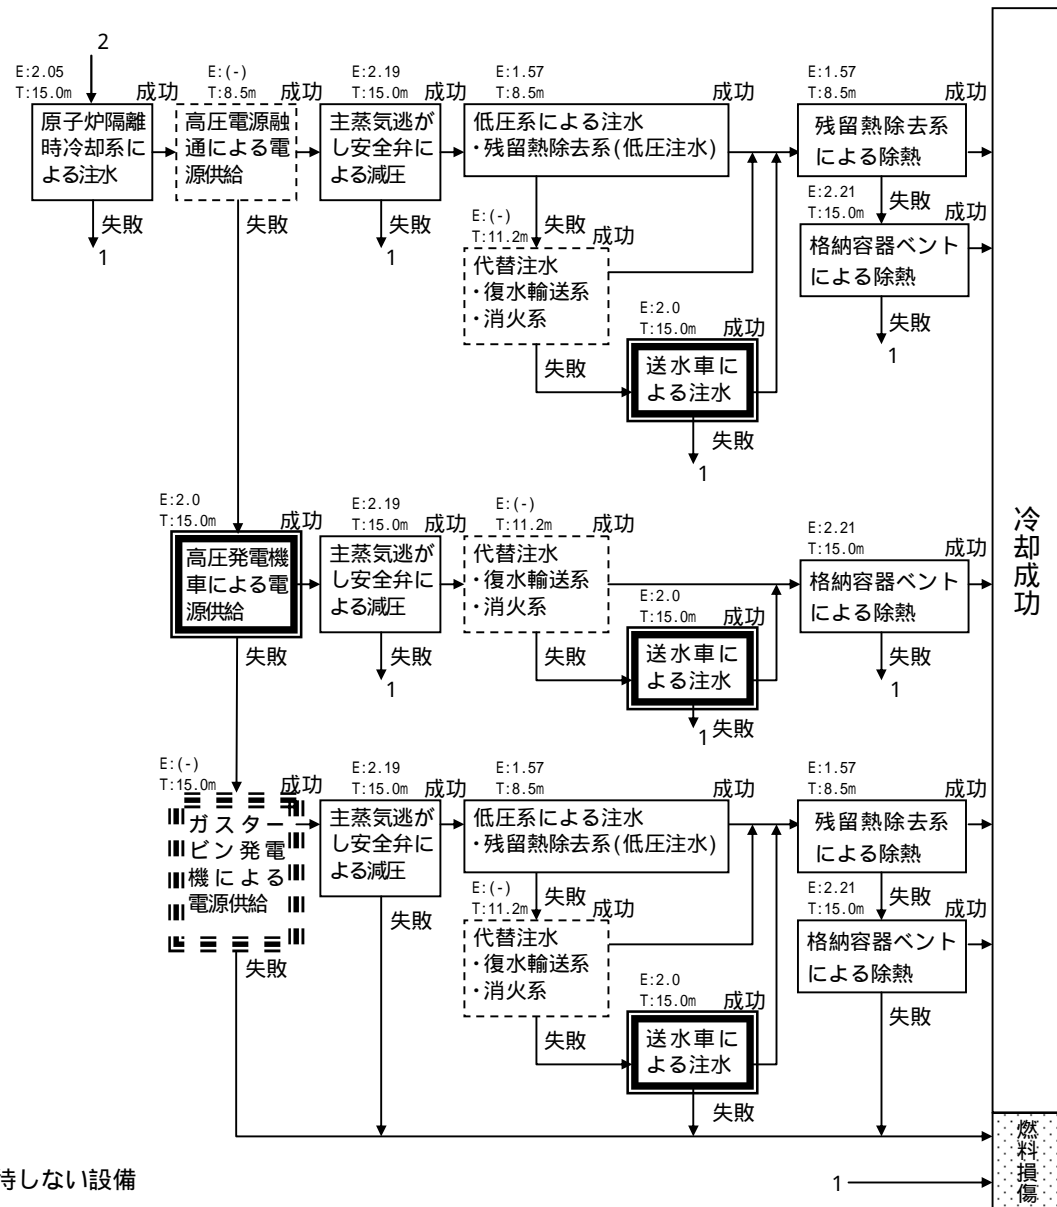 2
E:2.05
T:15.0m
成功
原子炉隔離
時冷却系に
よる注水
失敗
1
E:(-)
T:8.5m
成功
高圧電源融
通による電
源供給
失敗
E:2.19
T:15.0m
成功
主蒸気逃が
し安全弁に
よる減圧
失敗
1
E:1.57
T:8.5m
成功
低圧系による注水
・残留熱除去系(低圧注水)
失敗
E:(-)
T:11.2m
成功
代替注水
・復水輸送系
・消火系
失敗
E:2.0
T:15.0m
成功
送水車に
よる注水
失敗
1
E:1.57
T:8.5m
成功
残留熱除去系
による除熱
失敗
E:2.21
T:15.0m
成功
格納容器ベント
による除熱
失敗
1
E:2.0
T:15.0m
成功
高圧発電機
車による電
源供給
失敗
E:2.19
T:15.0m
成功
主蒸気逃が
し安全弁に
よる減圧
失敗
1
E:(-)
T:11.2m
成功
代替注水
・復水輸送系
・消火系
E:2.0
T:15.0m
成功
失敗
送水車に
よる注水
失敗
1
E:2.21
T:15.0m
成功
格納容器ベント
による除熱
失敗
1
E:(-)
T:15.0m
成功
ガスター
ビン発電
機による
電源供給
失敗
E:2.19
T:15.0m
成功
主蒸気逃が
し安全弁に
よる減圧
失敗
E:1.57
T:8.5m
成功
低圧系による注水
・残留熱除去系(低圧注水)
失敗
E:(-)
T:11.2m
成功
代替注水
・復水輸送系
・消火系
失敗
E:2.0
T:15.0m
成功
送水車に
よる注水
失敗
E:1.57
T:8.5m
成功
残留熱除去系
による除熱
失敗
E:2.21
T:15.0m
成功
格納容器ベント
による除熱
失敗
冷却成功
燃料損傷
1
待しない設備